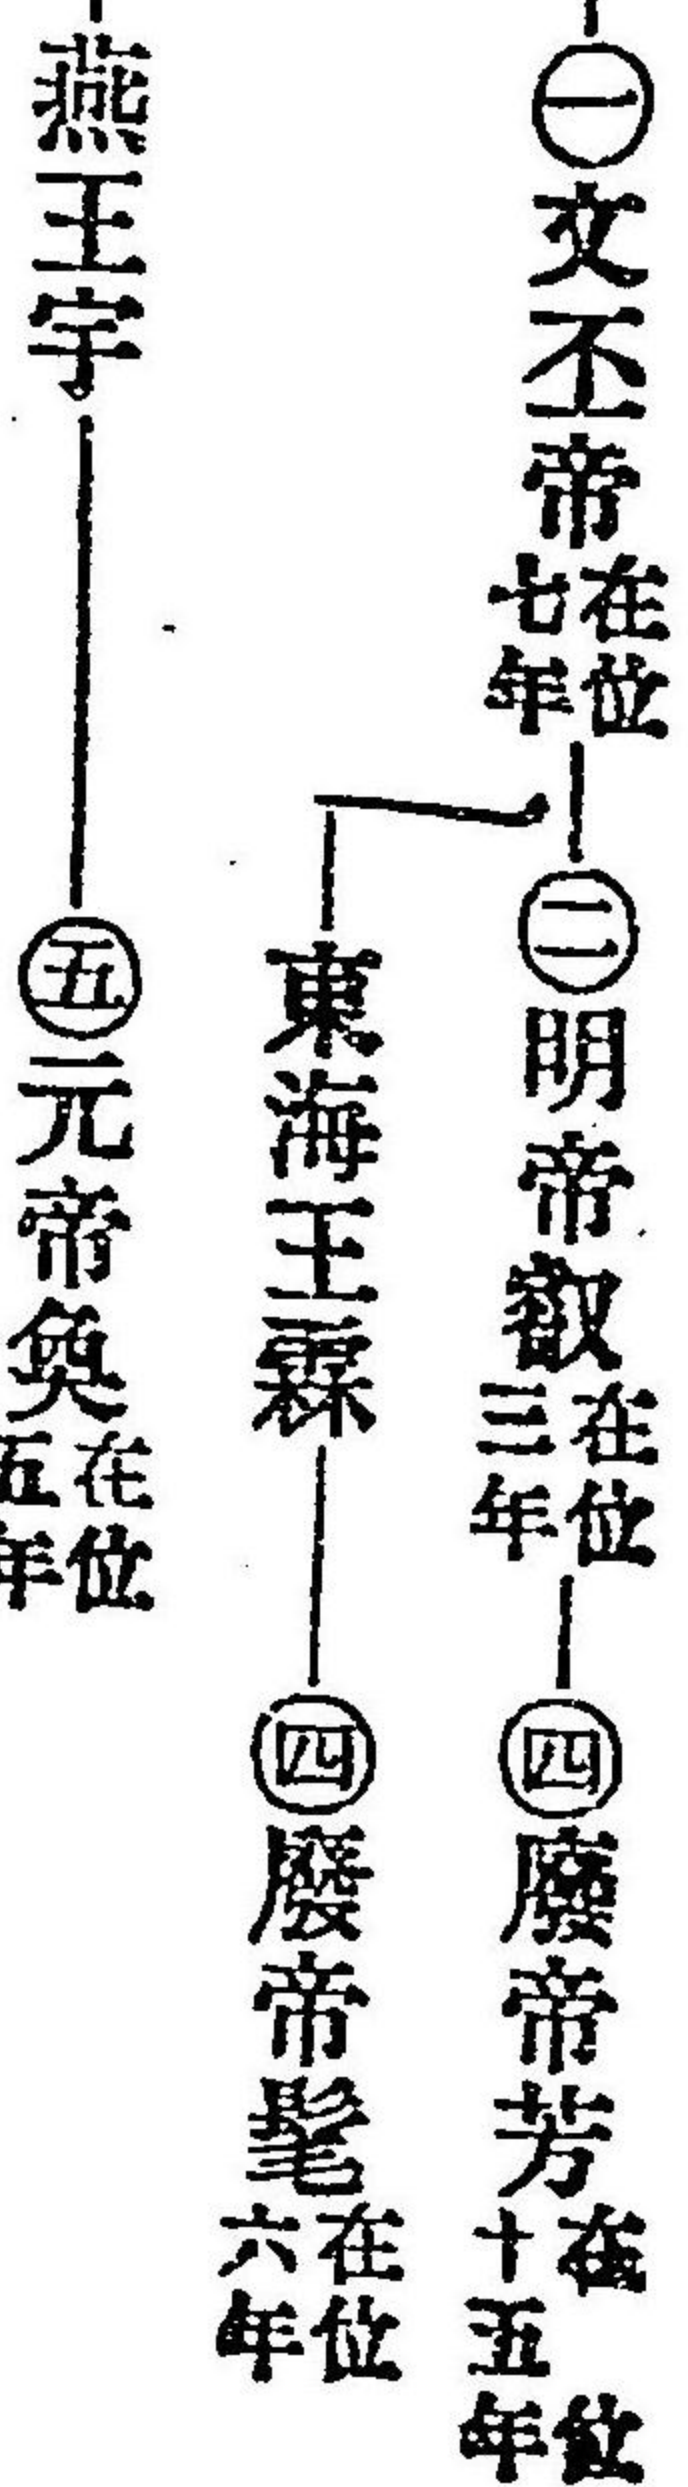 ㊀文丕帝在位七年
㊁明帝叡在位三年
㊃廢帝芳在位十五年
東海王霖
㊃廢帝髦在位六年
燕王宇
㊄元帝奐在位五年